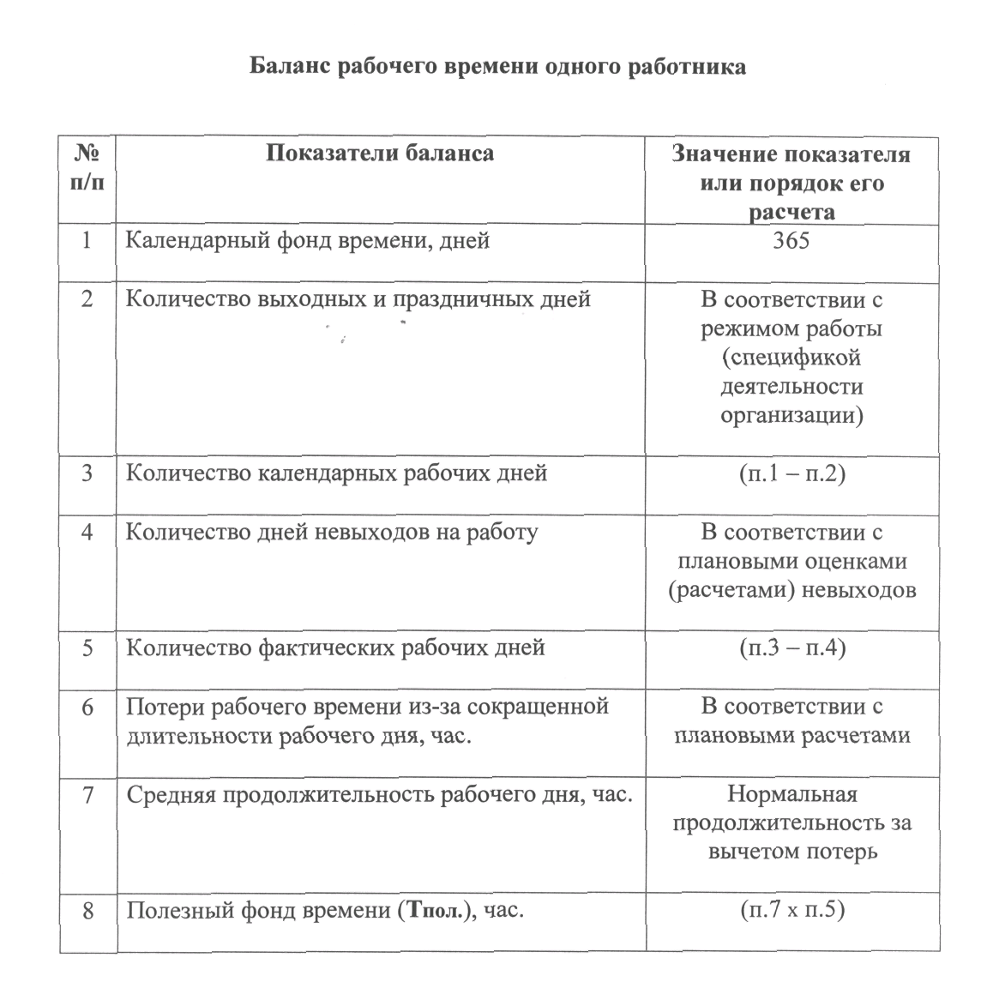 Баланс рабочего времени одного работника
№
п/п
Показатели баланса
Значение показателя
или порядок его
расчета
1
Календарный фонд времени, дней
365
2
Количество выходных и праздничных дней
В соответствии с
режимом работы
(спецификой
деятельности
организации)
3
Количество календарных рабочих дней
(п.1 – п.2)
4
Количество дней невыходов на работу
В соответствии с
плановыми оценками
(расчетами) невыходов
5
Количество фактических рабочих дней
(п.3 – п.4)
6
Потери рабочего времени из-за сокращенной
длительности рабочего дня, час.
В соответствии с
плановыми расчетами
7
Средняя продолжительность рабочего дня, час.
Нормальная
продолжительность за
вычетом потерь
8
Полезный фонд времени (Тпол.), час.
(п.7 х п.5)